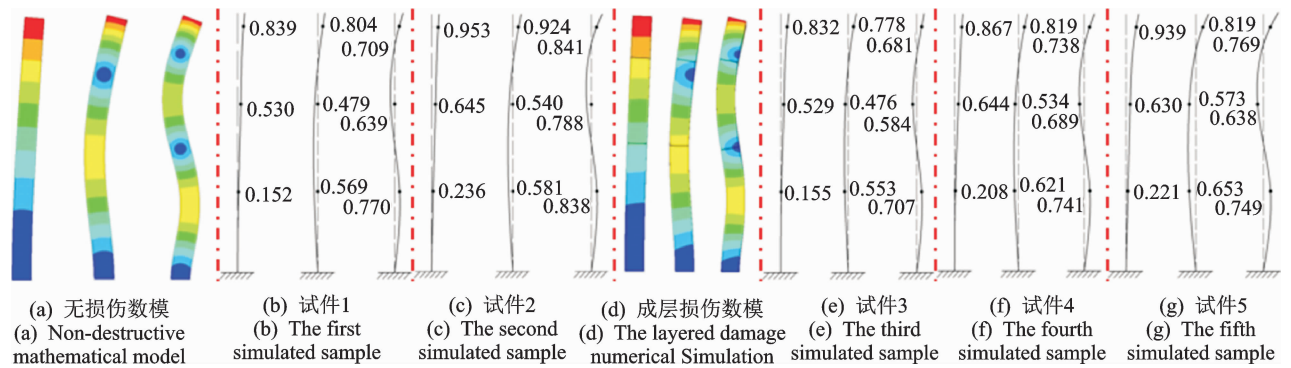 0.839
0.804
0.709
0.530
0.479
0.639
0.152
0.569
0.770
0.953
0.924
0.841
0.645
0.540
0.788
0.236
0.581
0.838
0.832
0.778
0.681
0.529
0.476
0.584
0.155
0.553
0.707
0.867
0.819
0.738
0.644
0.534
0.689
0.208
0.621
0.741
0.939
0.819
0.769
0.630
0.573
0.638
0.221
0.653
0.749
(a) 无损伤数模
(a) Non-destructive
mathematical model
(b) 试件1
(b) The first
simulated sample
(c) 试件2
(c) The second
simulated sample
(d) 成层损伤数模
(d) The layered damage
numerical Simulation
(e) 试件3
(e) The third
simulated sample
(f) 试件4
(f) The fourth
simulated sample
(g) 试件5
(g) The fifth
simulated sample